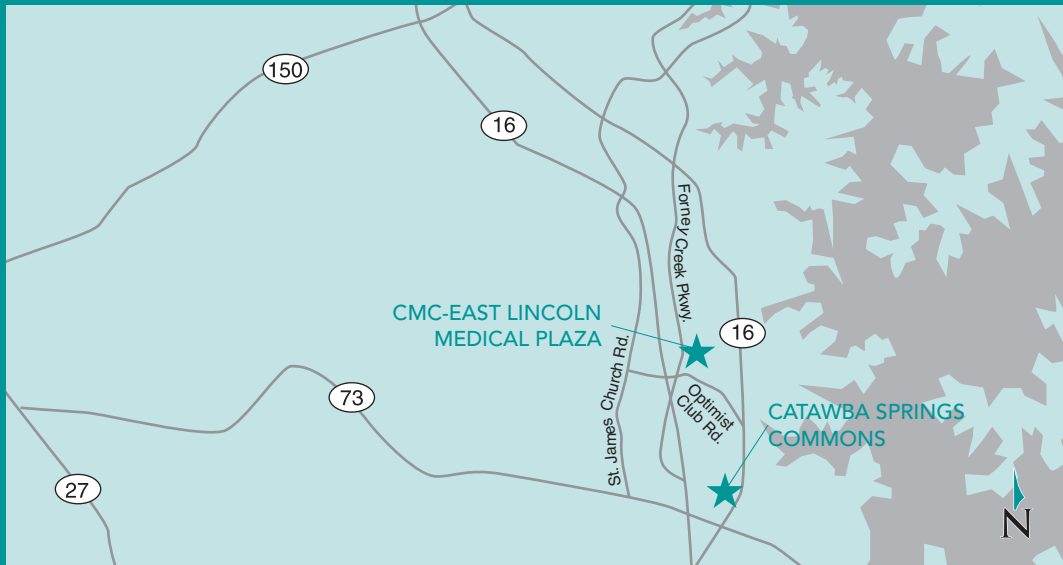 150
16
Forney Creek Pkwy.
CMC-EAST LINCOLN
MEDICAL PLAZA
16
St. James Church Rd.
73
Optimist
Club Rd.
CATAWBA SPRINGS
COMMONS
27
N